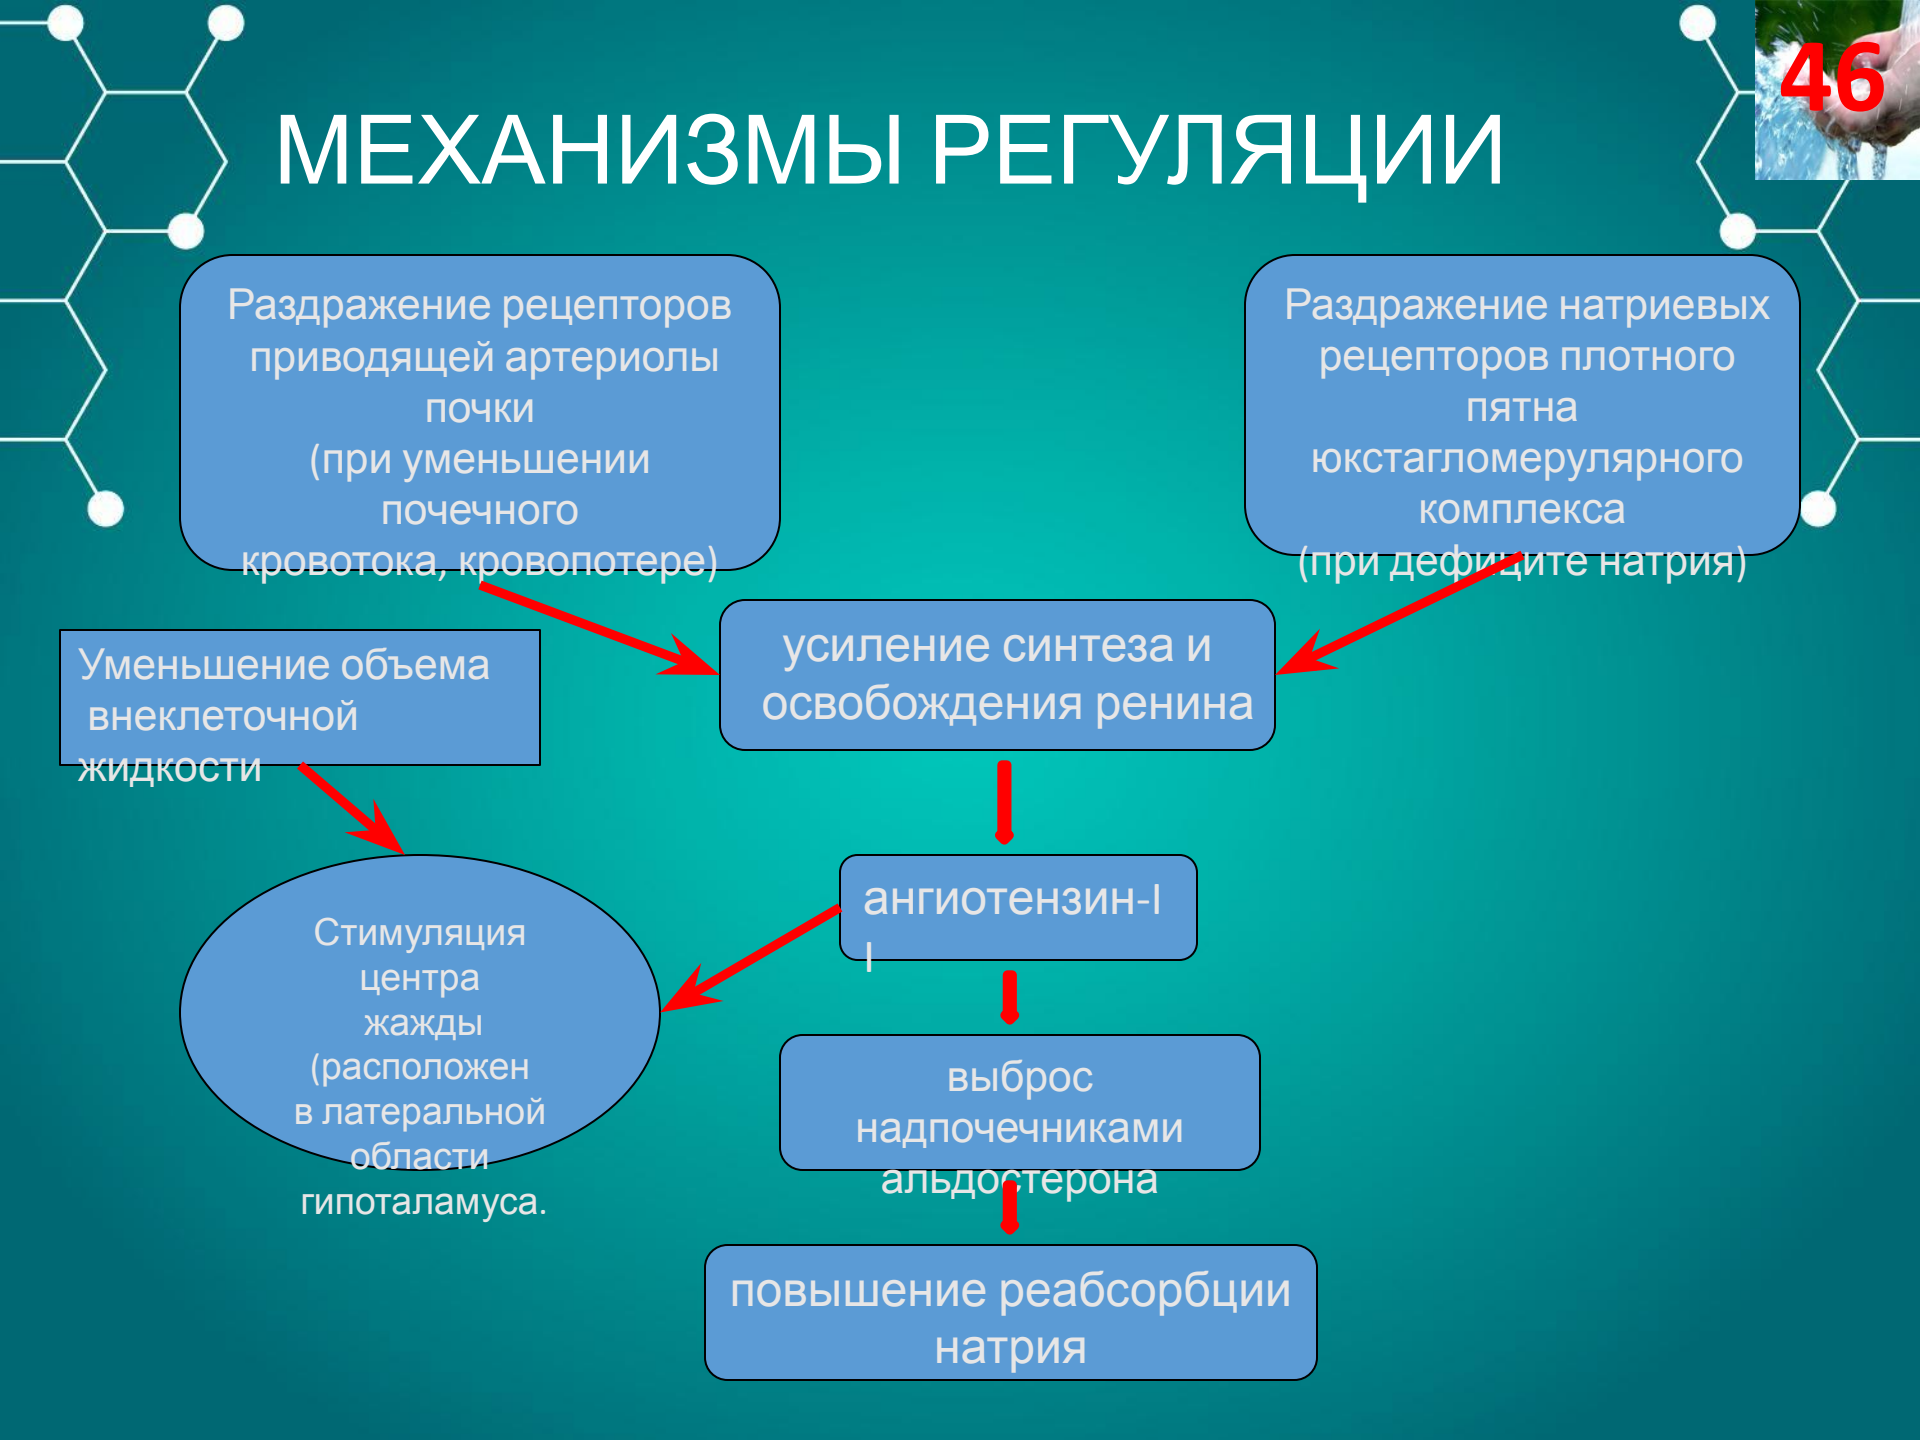 46
МЕХАНИЗМЫ РЕГУЛЯЦИИ
Раздражение рецепторов
приводящей артериолы
почки
(при уменьшении
почечного
кровотока, кровопотере)
Раздражение натриевых
рецепторов плотного
пятна
юкстагломерулярного
комплекса
(при дефиците натрия)
усиление синтеза и
освобождения ренина
Уменьшение объема
внеклеточной
жидкости
ангиотензин-I
I
Стимуляция
центра
жажды
(расположен
в латеральной
области
гипоталамуса.
выброс
надпочечниками
альдостерона
повышение реабсорбции
натрия